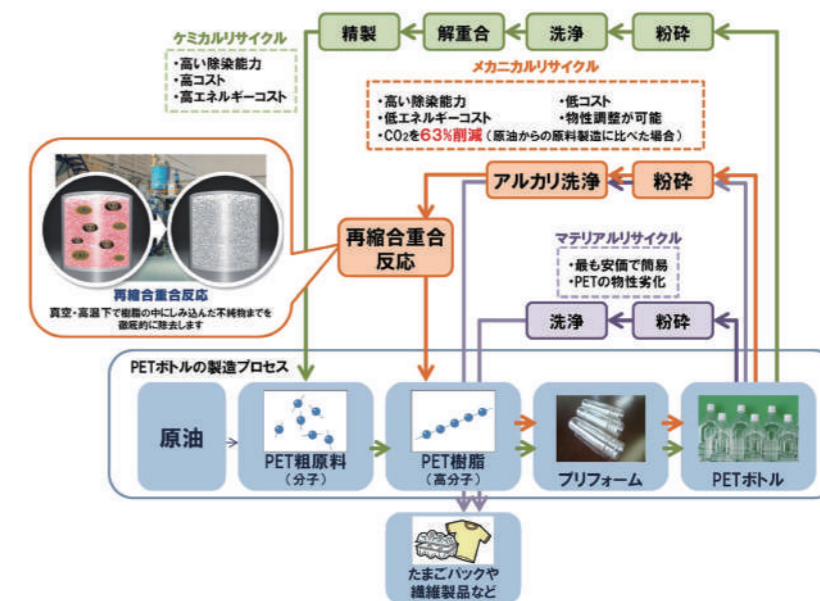 ケミカルリサイクル
・高い除染能力
・高コスト
・高エネルギーコスト
精製
解重合
洗浄
粉砕
メカニカルリサイクル
・高い除染能力
・低コスト
・低エネルギーコスト
・物性調整が可能
・CO2を63%削減（原油からの原料製造に比べた場合）
アルカリ洗浄
粉砕
再縮合重合
反応
再縮合重合反応
真空・高温下で樹脂の中にしみ込んだ不純物までを
徹底的に除去します
マテリアルリサイクル
・最も安価で簡易
・PETの物性劣化
洗浄
粉砕
PETボトルの製造プロセス
原油
PET粗原料
（分子）
PET樹脂
（高分子）
プリフォーム
PETボトル
たまごパックや
繊維製品など